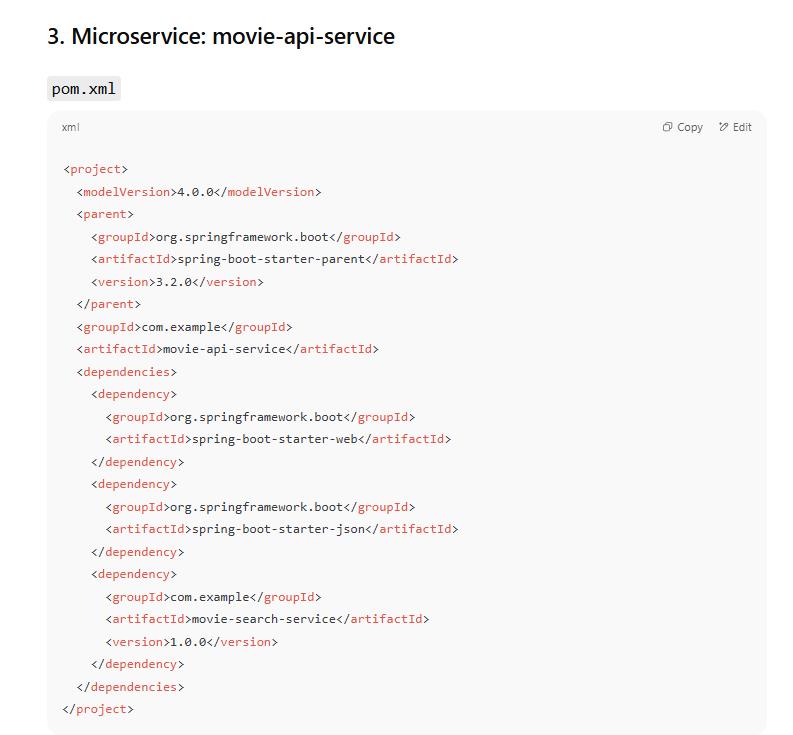 3. Microservice: movie-api-service
pom.xml
xml
Copy
Edit
<project>
  <modelVersion>4.0.0</modelVersion>
  <parent>
    <groupId>org.springframework.boot</groupId>
    <artifactId>spring-boot-starter-parent</artifactId>
    <version>3.2.0</version>
  </parent>
  <groupId>com.example</groupId>
  <artifactId>movie-api-service</artifactId>
  <dependencies>
    <dependency>
      <groupId>org.springframework.boot</groupId>
      <artifactId>spring-boot-starter-web</artifactId>
    </dependency>
    <dependency>
      <groupId>org.springframework.boot</groupId>
      <artifactId>spring-boot-starter-json</artifactId>
    </dependency>
    <dependency>
      <groupId>com.example</groupId>
      <artifactId>movie-search-service</artifactId>
      <version>1.0.0</version>
    </dependency>
  </dependencies>
</project>